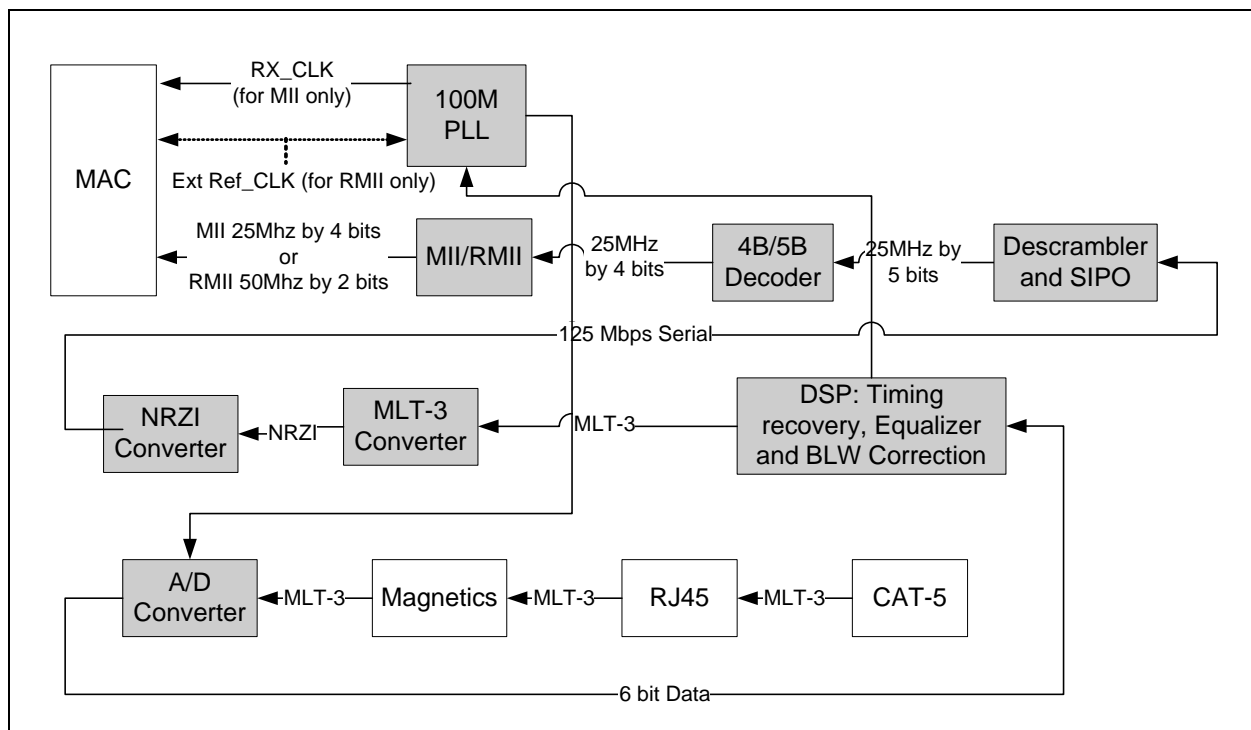 RX_CLK
(for MII only)
100M
PLL
MAC
Ext Ref_CLK (for RMII only)
MII 25Mhz by 4 bits
or
RMII 50Mhz by 2 bits
MII/RMII
25MHz
by 4 bits
4B/5B
Decoder
25MHz by
5 bits
Descrambler
and SIPO
125 Mbps Serial
NRZI
Converter
NRZI
MLT-3
Converter
MLT-3
DSP: Timing
recovery, Equalizer
and BLW Correction
A/D
Converter
MLT-3
Magnetics
MLT-3
RJ45
MLT-3
CAT-5
6 bit Data